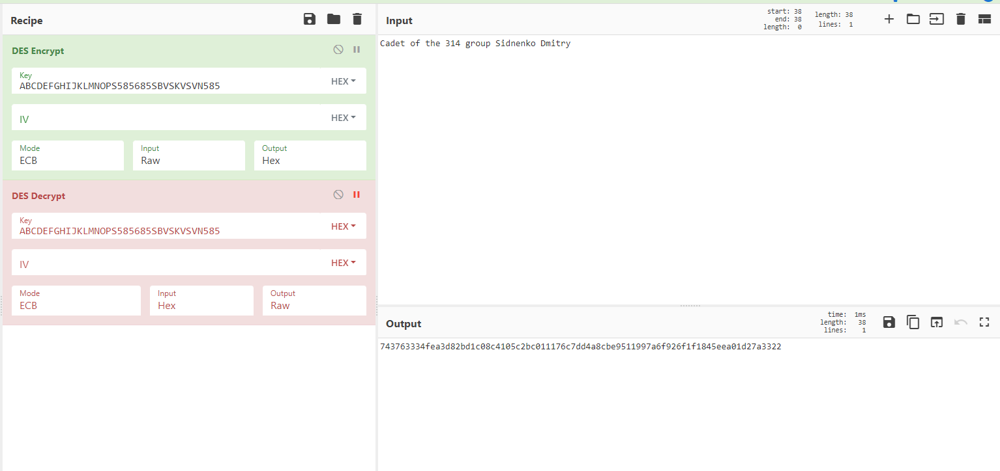 Recipe
DES Encrypt
Key
ABCDEFGHIJKLMNOPS585685SBVSKVSVN585
HEX
IV
HEX
Mode
ECB
Input
Raw
Output
Hex
DES Decrypt
Key
ABCDEFGHIJKLMNOPS585685SBVSKVSVN585
HEX
IV
HEX
Mode
ECB
Input
Hex
Output
Raw
Input
start: 38
end: 38
length: 0
length: 38
lines: 1
Cadet of the 314 group Sidnenko Dmitry
Output
time: 1ms
length: 38
lines: 1
743763334fea3d82bd1c08c4105c2bc011176c7dd4a8cbe9511997a6f926f1f1845eea01d27a3322